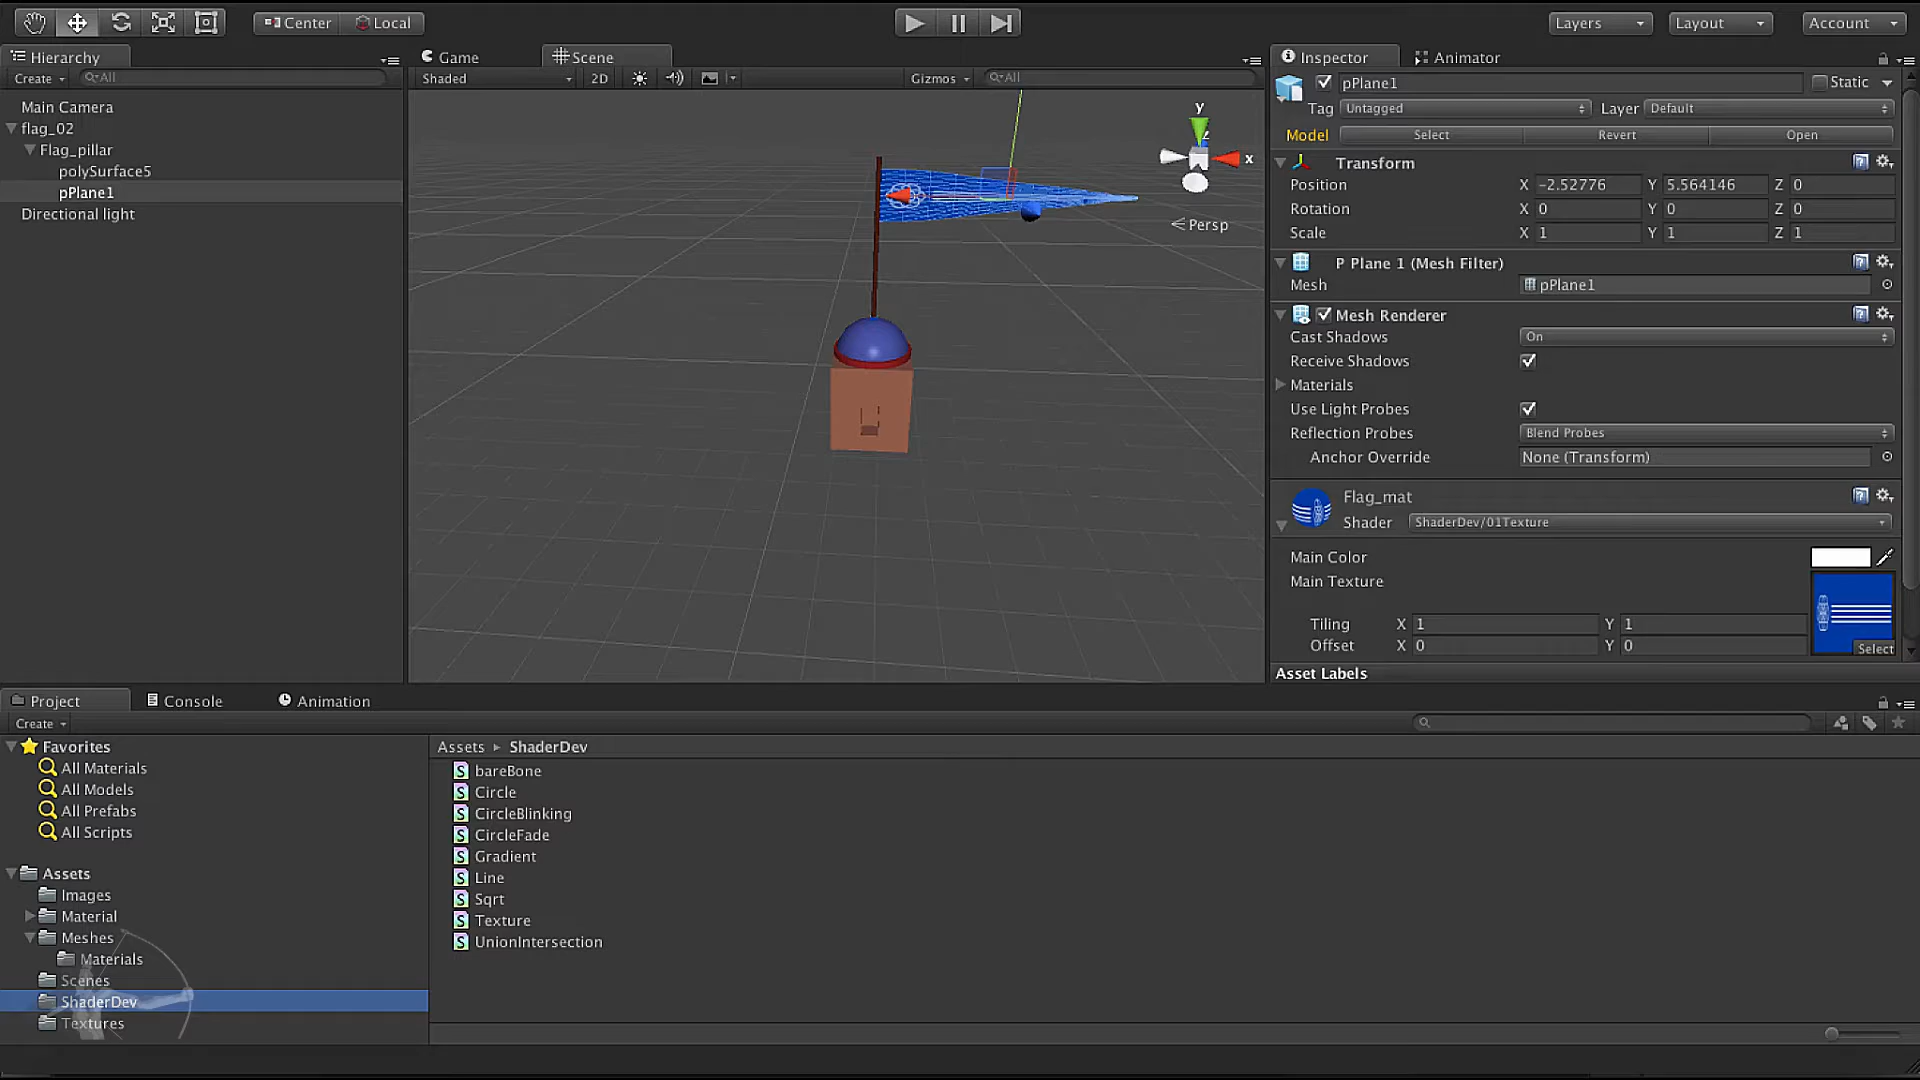 Center Local Layers Layout Account
Hierarchy Game Scene Inspector Animator
Create All Shaded 2D Gizmos All
pPlane1 Static
Tag Untagged Layer Default
Model Select Revert Open
Main Camera
flag_02
Flag_pillar
polySurface5
pPlane1
Directional light
y
z
x
Persp
Transform
Position X -2.52776 Y 5.564146 Z 0
Rotation X 0 Y 0 Z 0
Scale X 1 Y 1 Z 1
P Plane 1 (Mesh Filter)
Mesh pPlane1
Mesh Renderer
Cast Shadows On
Receive Shadows
Materials
Use Light Probes
Reflection Probes Blend Probes
Anchor Override None (Transform)
Flag_mat
Shader ShaderDev/01Texture
Main Color
Main Texture
Tiling X 1 Y 1
Offset X 0 Y 0
Select
Asset Labels
Project Console Animation
Create
Favorites
All Materials
All Models
All Prefabs
All Scripts
Assets
Images
Material
Meshes
Materials
Scenes
ShaderDev
Textures
Assets ShaderDev
bareBone
Circle
CircleBlinking
CircleFade
Gradient
Line
Sqrt
Texture
UnionIntersection